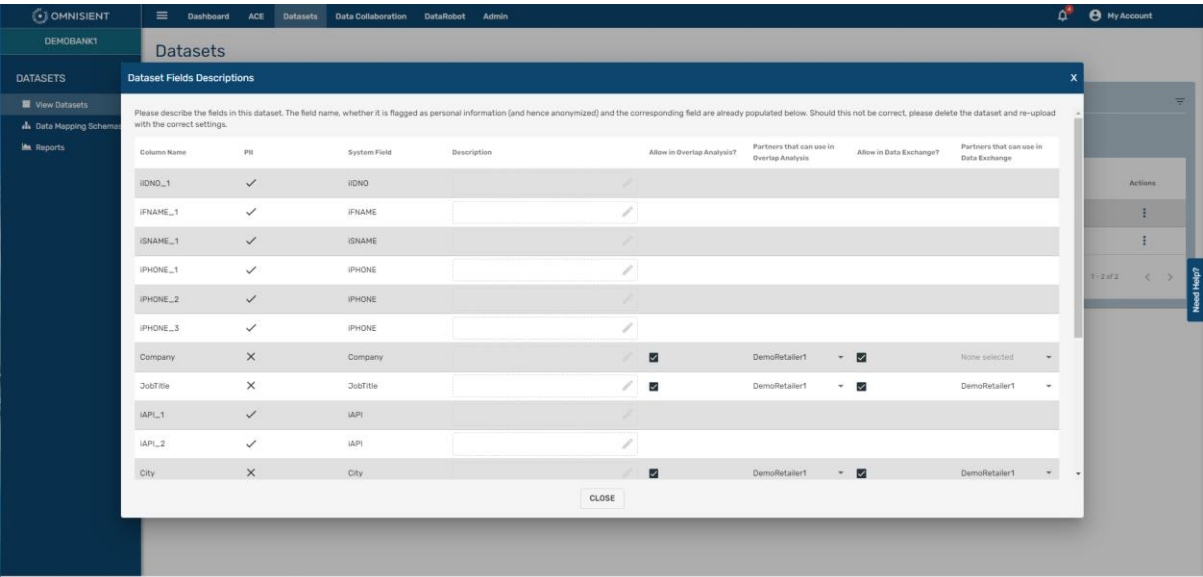 OMNISIENT
Dashboard ACE Datasets Data Collaboration DataRobot Admin
4
My Account
DEMOBANK1
Datasets
DATASETS
View Datasets
Data Mapping Schemas
Reports
Dataset Fields Descriptions
X
Please describe the fields in this dataset. The field name, whether it is flagged as personal information (and hence anonymized) and the corresponding field are already populated below. Should this not be correct, please delete the dataset and re-upload
with the correct settings.
Column Name PII System Field Description Allow in Overlap Analysis? Partners that can use in Overlap Analysis Allow in Data Exchange? Partners that can use in Data Exchange
iIDNO_1 iIDNO
iFNAME_1 iFNAME
iSNAME_1 iSNAME
iPHONE_1 iPHONE
iPHONE_2 iPHONE
iPHONE_3 iPHONE
Company Company DemoRetailer1 None selected
JobTitle JobTitle DemoRetailer1 DemoRetailer1
iAPI_1 iAPI
iAPI_2 iAPI
City City DemoRetailer1 DemoRetailer1
CLOSE
Actions
1 - 2 of 2
Need Help?